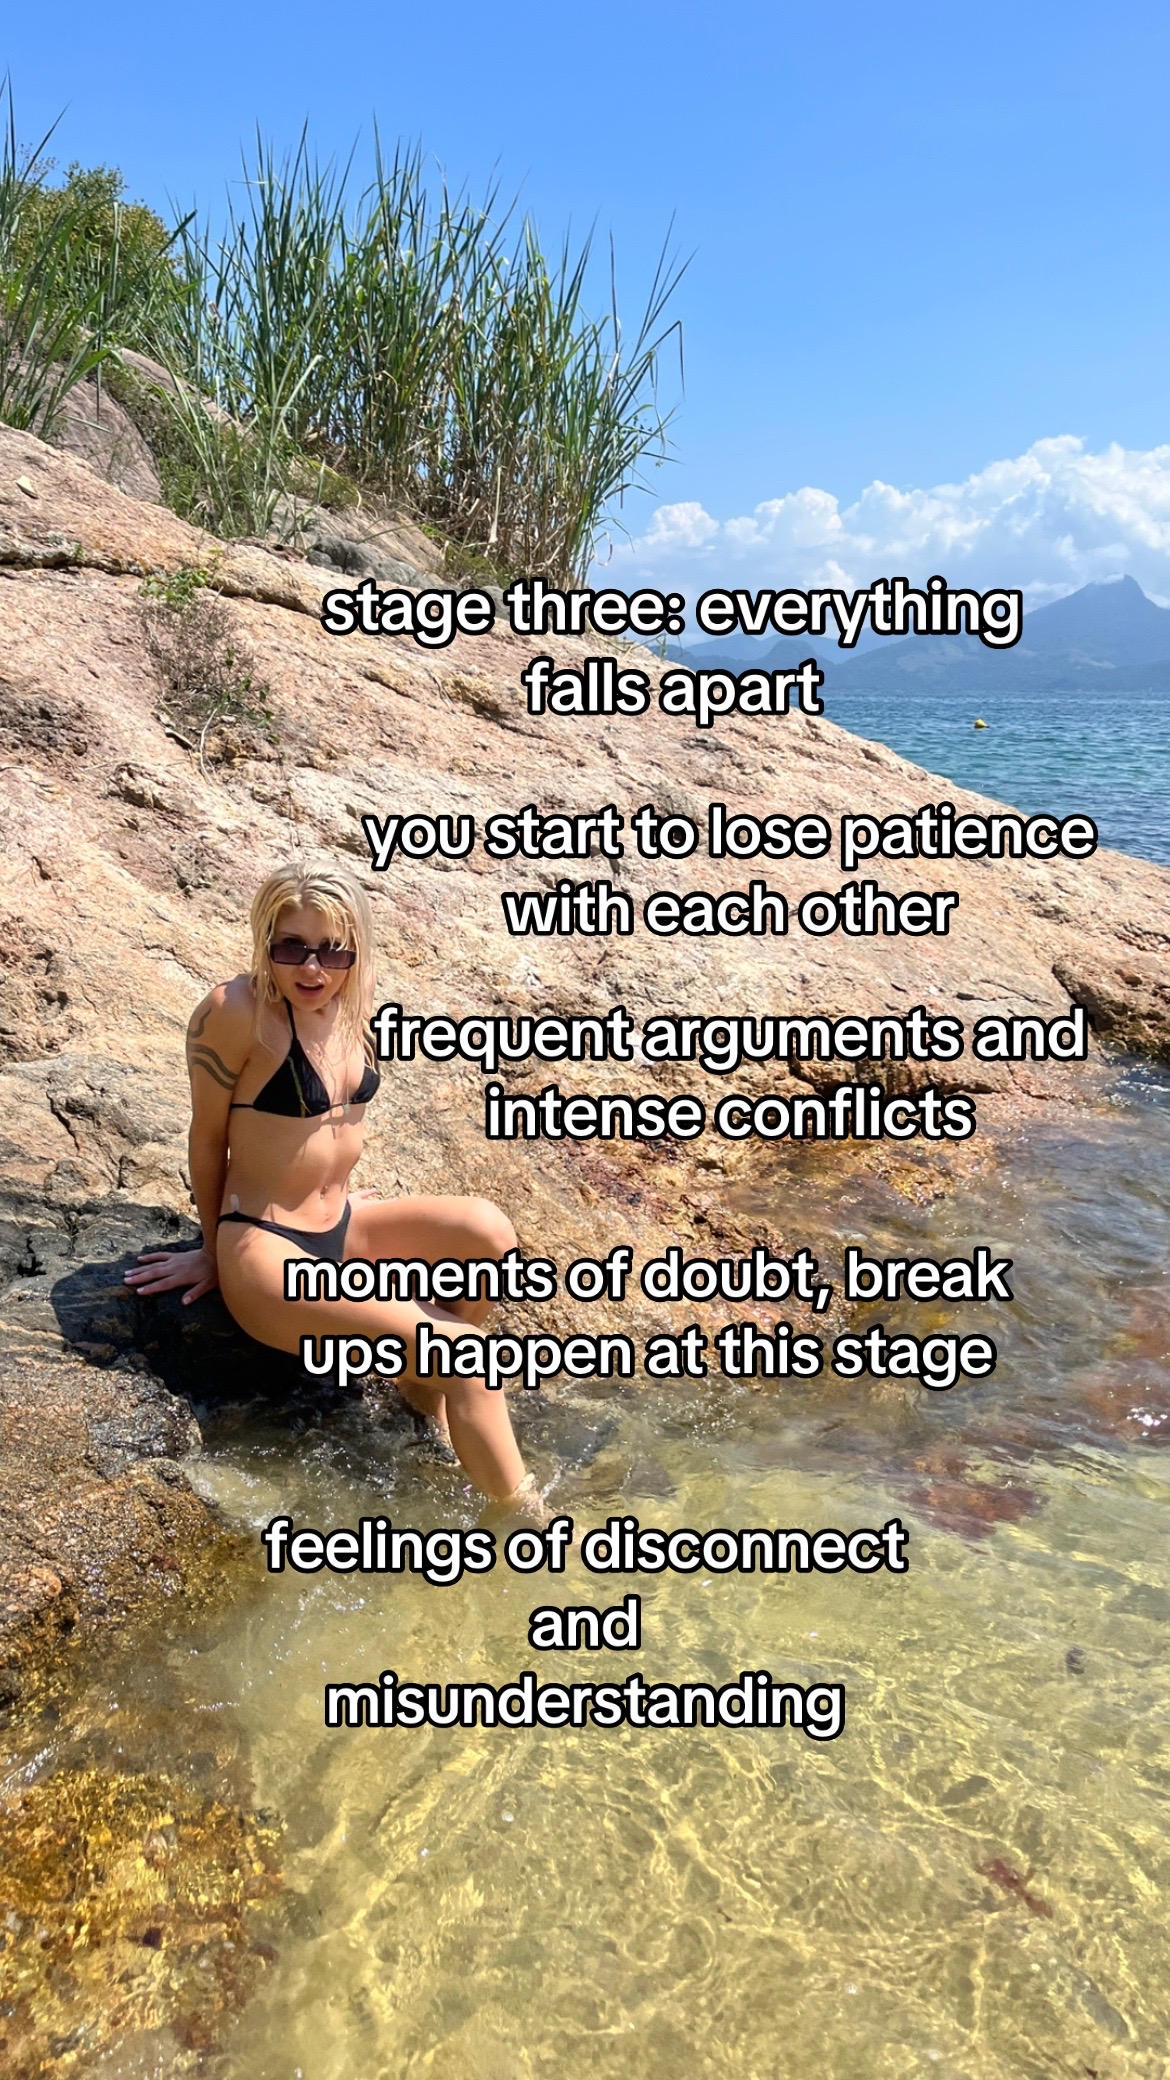 stage three: everything
falls apart
you start to lose patience
with each other
frequent arguments and
intense conflicts
moments of doubt, break
ups happen at this stage
feelings of disconnect
and
misunderstanding